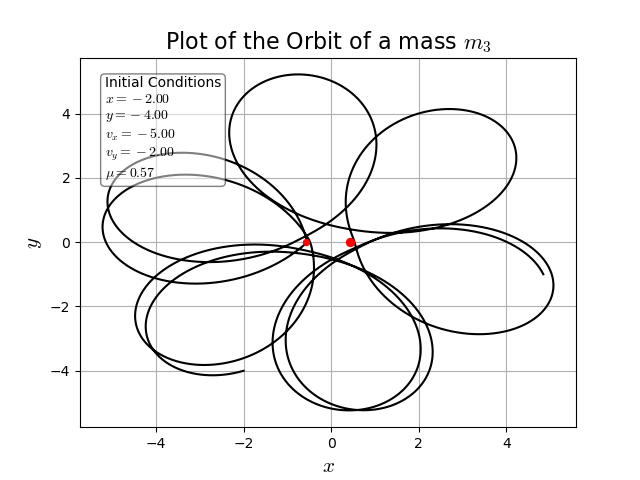 Plot of the Orbit of a mass m₃
Initial Conditions
x = −2.00
y = −4.00
vₓ = −5.00
v_y = −2.00
μ = 0.57
4
2
0
−2
−4
y
−4
−2
0
2
4
x